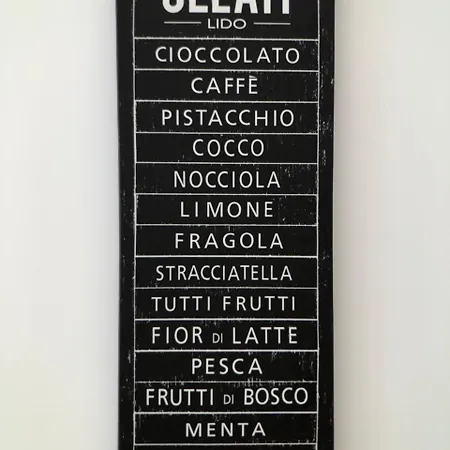 GELATI
LIDO
CIOCCOLATO
CAFFÈ
PISTACCHIO
COCCO
NOCCIOLA
LIMONE
FRAGOLA
STRACCIATELLA
TUTTI FRUTTI
FIOR DI LATTE
PESCA
FRUTTI DI BOSCO
MENTA